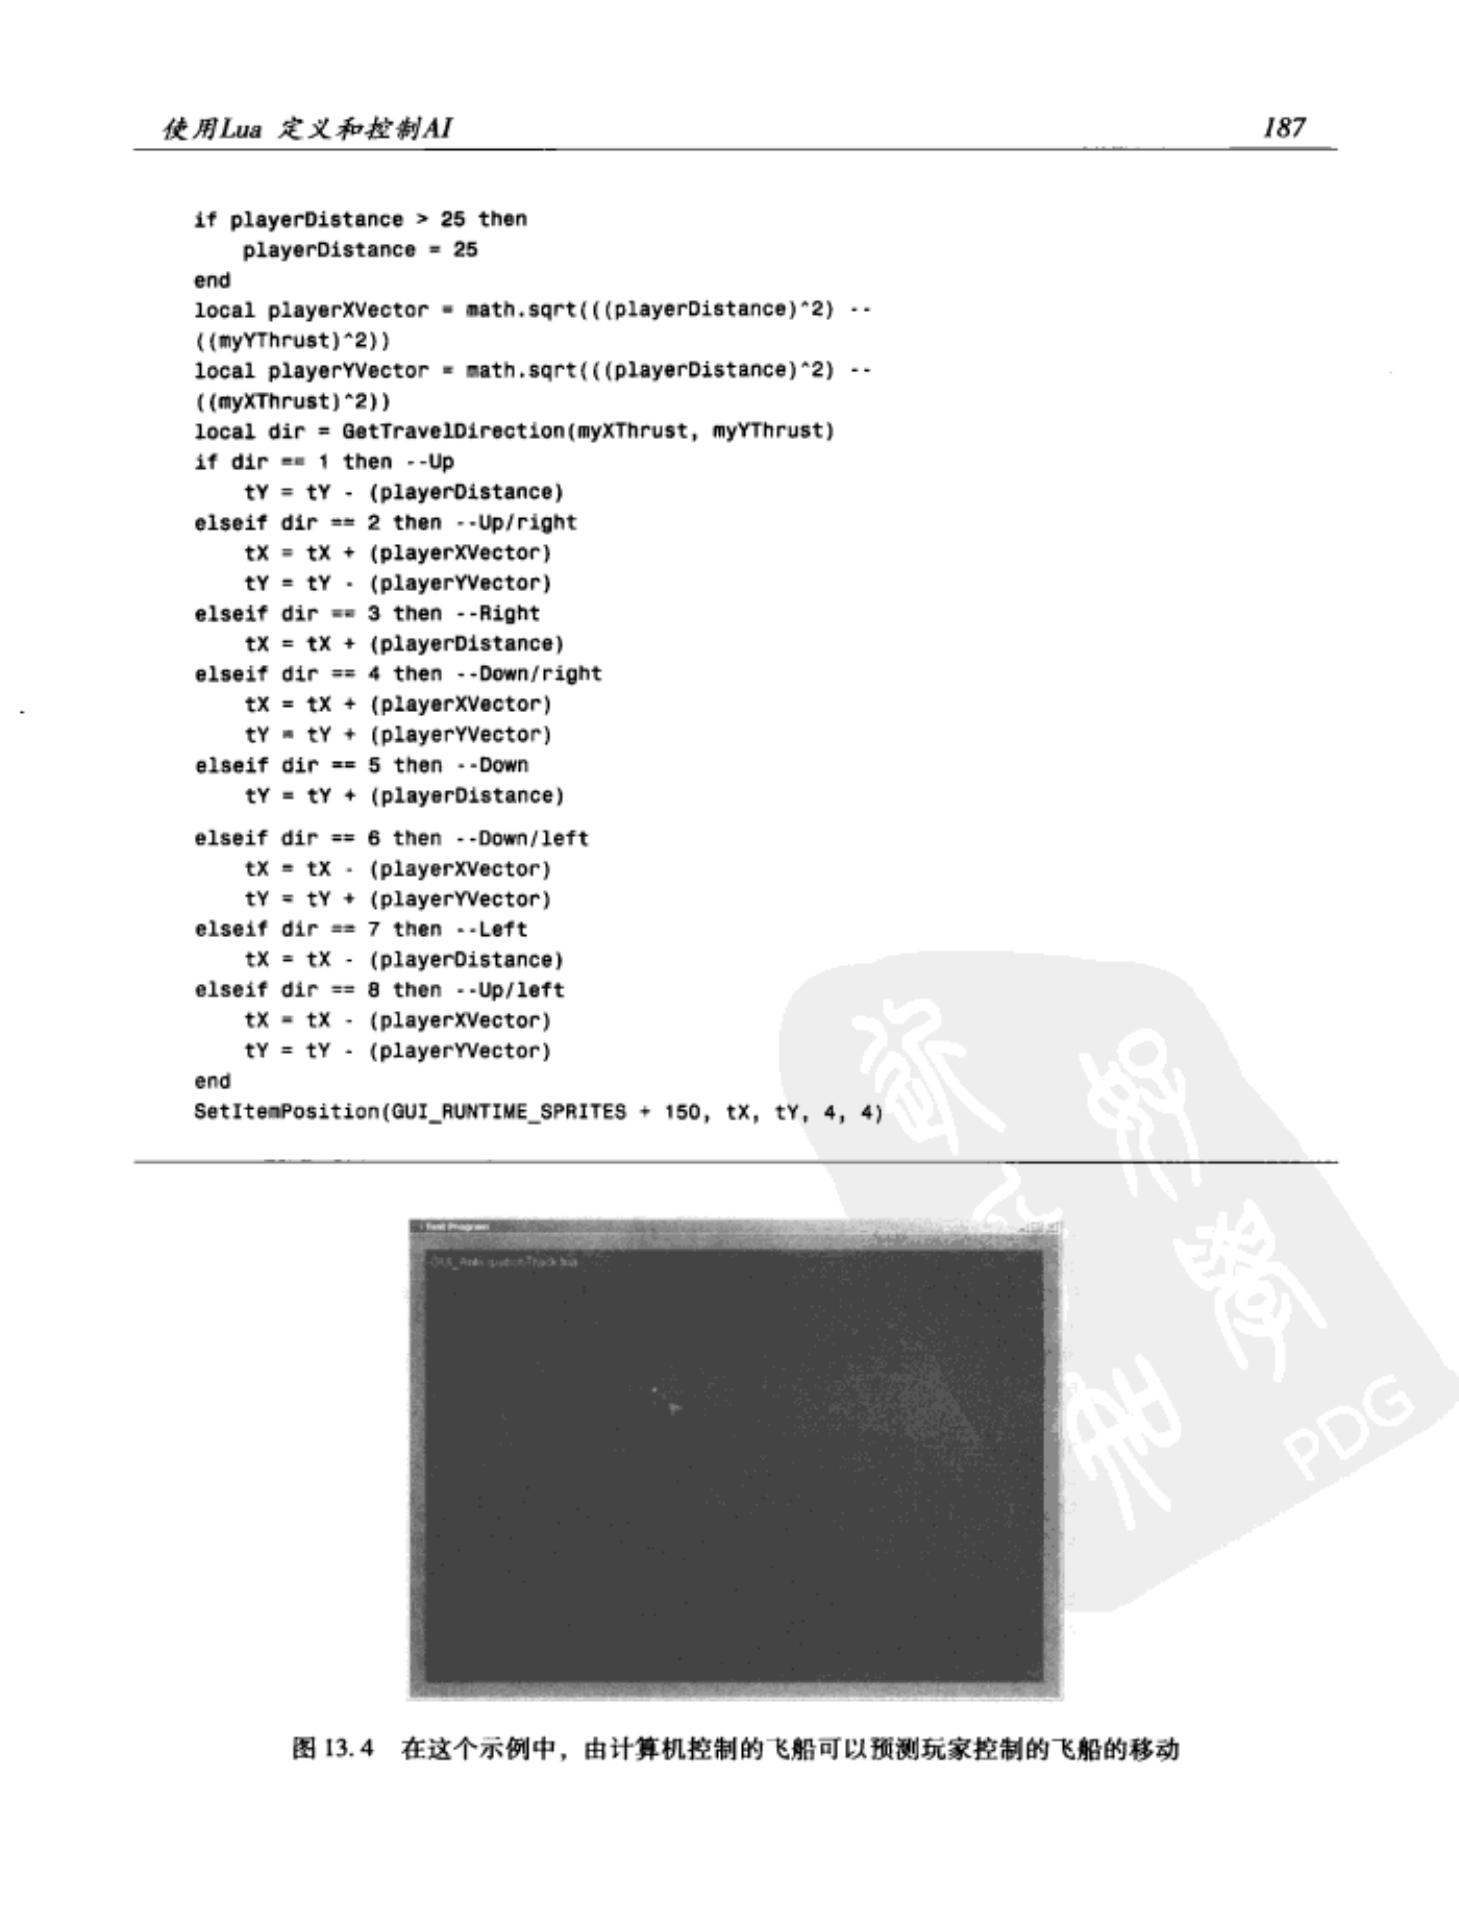 使用Lua 定义和控制AI
187
if playerDistance > 25 then
playerDistance = 25
end
local playerXVector = math.sqrt(((playerDistance)^2) --
((myYThrust)^2))
local playerYVector = math.sqrt(((playerDistance)^2) --
((myXThrust)^2))
local dir = GetTravelDirection(myXThrust, myYThrust)
if dir == 1 then --Up
tY = tY - (playerDistance)
elseif dir == 2 then --Up/right
tX = tX + (playerXVector)
tY = tY - (playerYVector)
elseif dir == 3 then --Right
tX = tX + (playerDistance)
elseif dir == 4 then --Down/right
tX = tX + (playerXVector)
tY = tY + (playerYVector)
elseif dir == 5 then --Down
tY = tY + (playerDistance)
elseif dir == 6 then --Down/left
tX = tX - (playerXVector)
tY = tY + (playerYVector)
elseif dir == 7 then --Left
tX = tX - (playerDistance)
elseif dir == 8 then --Up/left
tX = tX - (playerXVector)
tY = tY - (playerYVector)
end
SetItemPosition(GUI_RUNTIME_SPRITES + 150, tX, tY, 4, 4)
Test Program
PDG
图 13.4 在这个示例中，由计算机控制的飞船可以预测玩家控制的飞船的移动